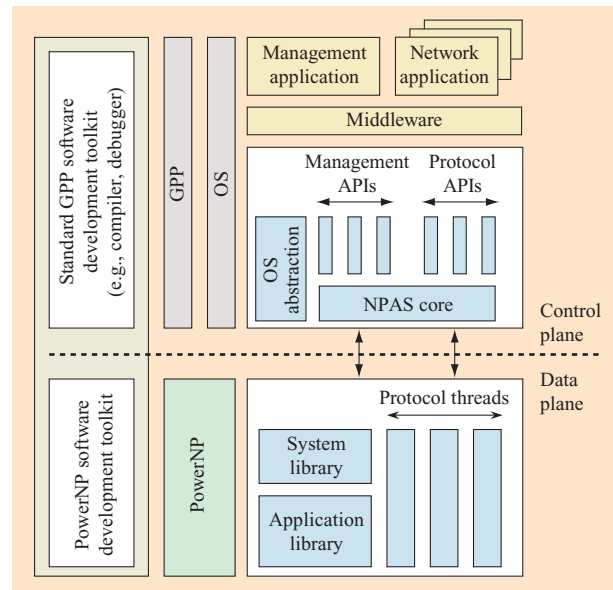 Standard GPP software
development toolkit
(e.g., compiler, debugger)
GPP
OS
Management
application
Network
application
Middleware
Management
APIs
Protocol
APIs
OS
abstraction
NPAS core
Control
plane
Data
plane
PowerNP software
development toolkit
PowerNP
System
library
Application
library
Protocol threads